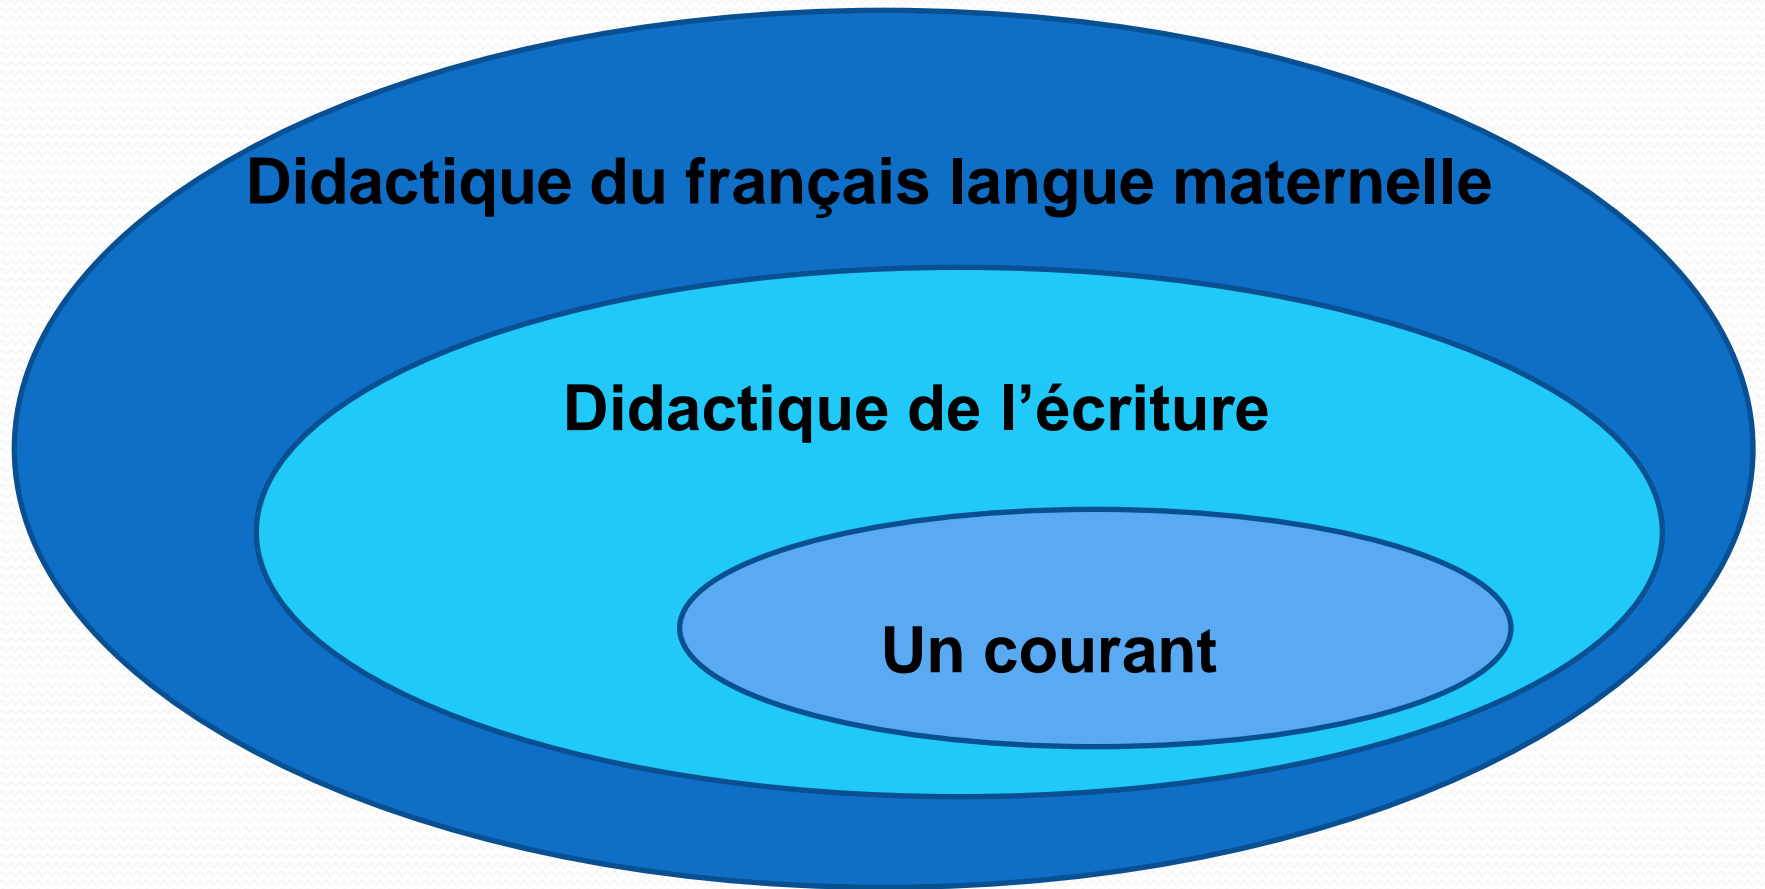 Didactique du français langue maternelle
Didactique de l’écriture
Un courant